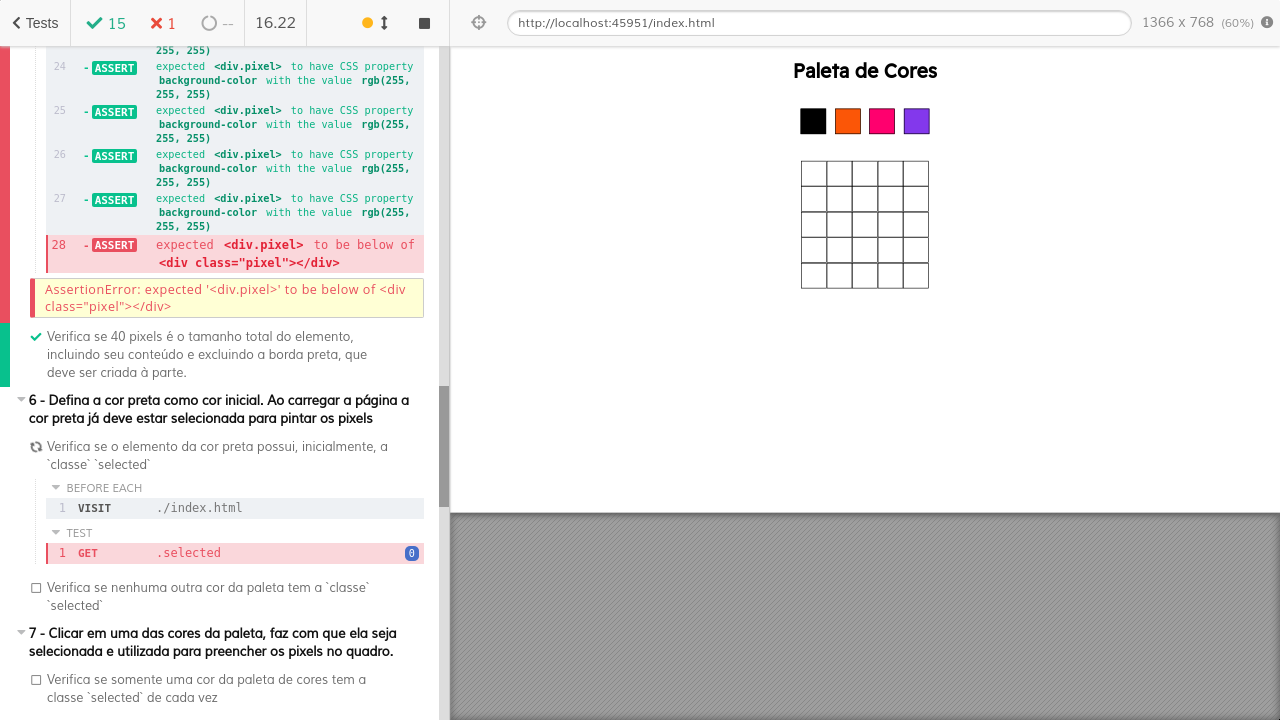 Tests
15
1
--
16.22
http://localhost:45951/index.html
1366 x 768 (60%)
255, 255)
24 - ASSERT expected <div.pixel> to have CSS property
background-color with the value rgb(255,
255, 255)
25 - ASSERT expected <div.pixel> to have CSS property
background-color with the value rgb(255,
255, 255)
26 - ASSERT expected <div.pixel> to have CSS property
background-color with the value rgb(255,
255, 255)
27 - ASSERT expected <div.pixel> to have CSS property
background-color with the value rgb(255,
255, 255)
28 - ASSERT expected <div.pixel> to be below of
<div class="pixel"></div>
AssertionError: expected '<div.pixel>' to be below of <div
class="pixel"></div>
Verifica se 40 pixels é o tamanho total do elemento,
incluindo seu conteúdo e excluindo a borda preta, que
deve ser criada à parte.
6 - Defina a cor preta como cor inicial. Ao carregar a página a
cor preta já deve estar selecionada para pintar os pixels
Verifica se o elemento da cor preta possui, inicialmente, a
`classe` `selected`
BEFORE EACH
1 VISIT ./index.html
TEST
1 GET .selected 0
Verifica se nenhuma outra cor da paleta tem a `classe`
`selected`
7 - Clicar em uma das cores da paleta, faz com que ela seja
selecionada e utilizada para preencher os pixels no quadro.
Verifica se somente uma cor da paleta de cores tem a
classe `selected` de cada vez
Paleta de Cores